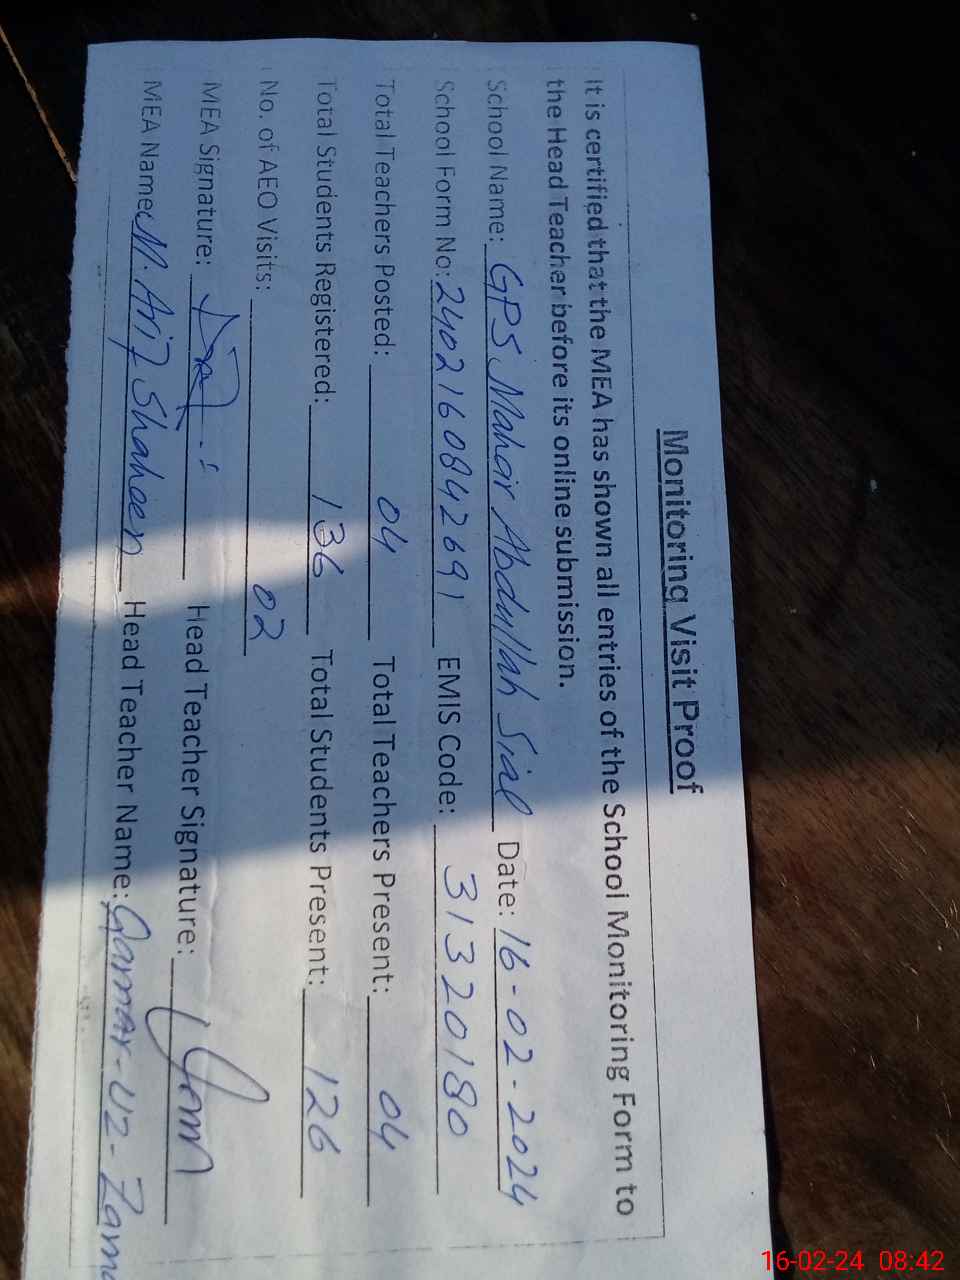 Monitoring Visit Proof
It is certified that the MEA has shown all entries of the School Monitoring Form to
the Head Teacher before its online submission.
School Name: GPS Mahar Abdullah Sial Date: 16-02-2024
School Form No: 240216084269 1 EMIS Code: 31320180
Total Teachers Posted: 04 Total Teachers Present: 04
Total Students Registered: 136 Total Students Present: 126
No. of AEO Visits: 02
MEA Signature: Head Teacher Signature:
MEA Name: M. Arif Shaheen Head Teacher Name: Qamar-uz-Zama
16-02-24 08:42